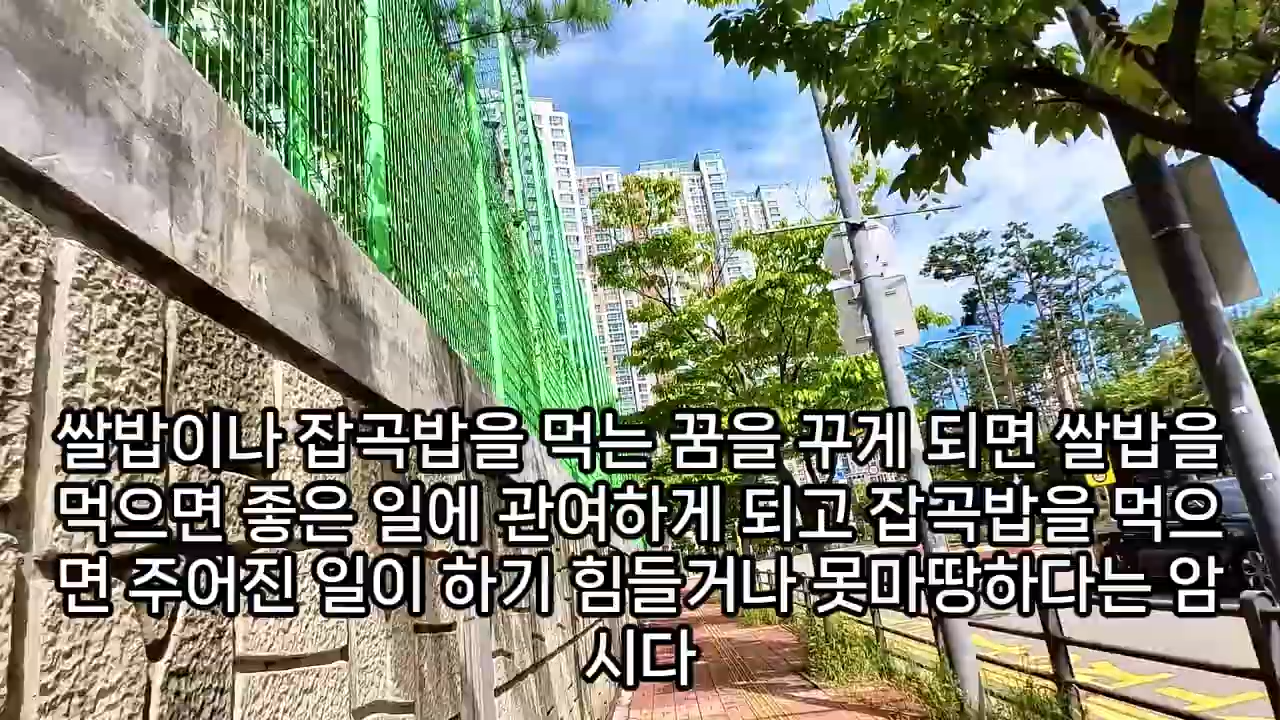 쌀밥이나 잡곡밥을 먹는 꿈을 꾸게 되면 쌀밥을
먹으면 좋은 일에 관여하게 되고 잡곡밥을 먹으
면 주어진 일이 하기 힘들거나 못마땅하다는 암
시다